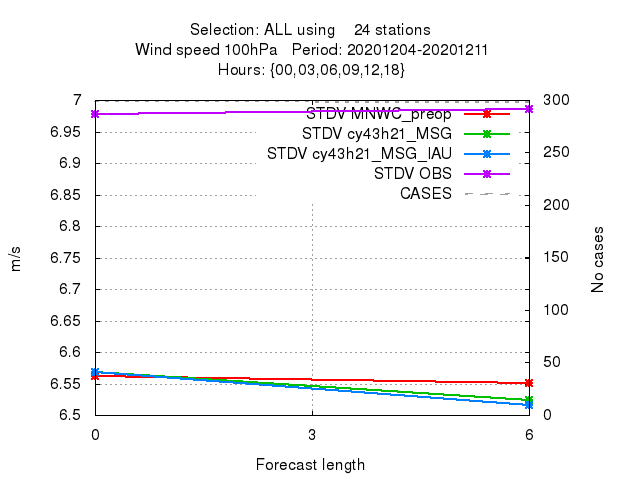 Selection: ALL using    24 stations
Wind speed 100hPa   Period: 20201204-20201211
Hours: {00,03,06,09,12,18}
7
6.95
6.9
6.85
6.8
6.75
6.7
6.65
6.6
6.55
6.5
m/s
STDV MNWC_preop
STDV cy43h21_MSG
STDV cy43h21_MSG_IAU
STDV OBS
CASES
300
250
200
150
100
50
0
No cases
0 3 6
Forecast length